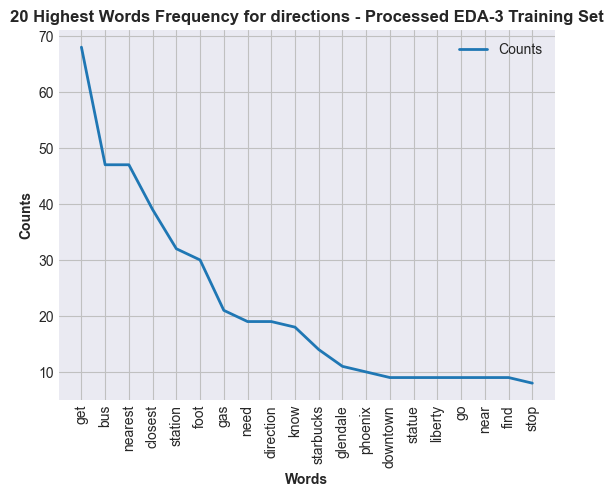 20 Highest Words Frequency for directions - Processed EDA-3 Training Set
Counts
70
60
50
40
30
20
10
Counts
get
bus
nearest
closest
station
foot
gas
need
direction
know
starbucks
glendale
phoenix
downtown
statue
liberty
go
near
find
stop
Words